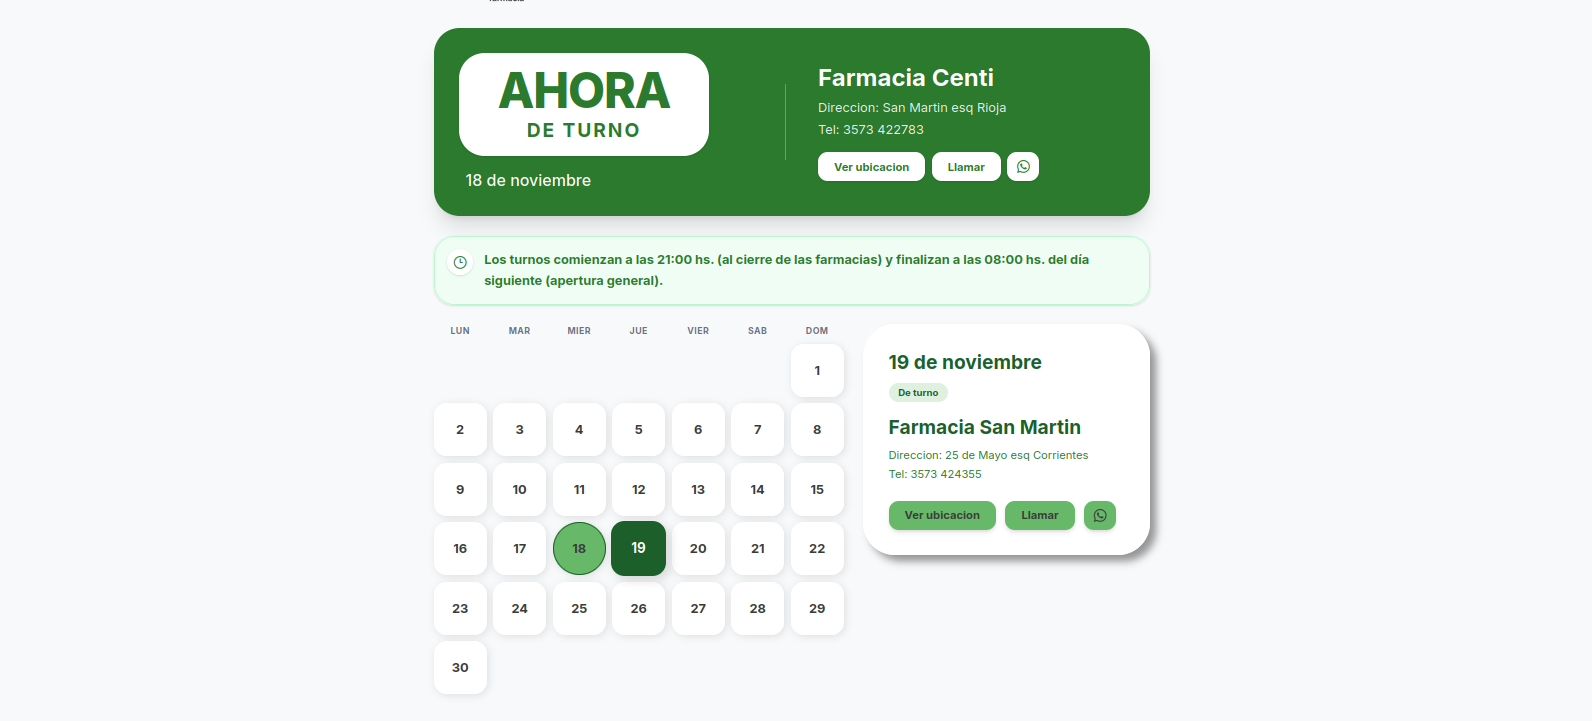 AHORA
DE TURNO
18 de noviembre
Farmacia Centi
Direccion: San Martin esq Rioja
Tel: 3573 422783
Ver ubicacion Llamar
Los turnos comienzan a las 21:00 hs. (al cierre de las farmacias) y finalizan a las 08:00 hs. del día
siguiente (apertura general).
LUN MAR MIER JUE VIER SAB DOM
1
2 3 4 5 6 7 8
9 10 11 12 13 14 15
16 17 18 19 20 21 22
23 24 25 26 27 28 29
30
19 de noviembre
De turno
Farmacia San Martin
Direccion: 25 de Mayo esq Corrientes
Tel: 3573 424355
Ver ubicacion Llamar